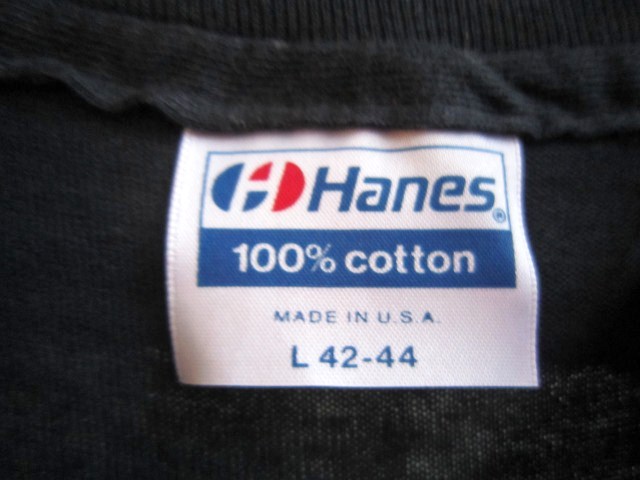 Hanes®
100% cotton
MADE IN U.S.A.
L 42-44